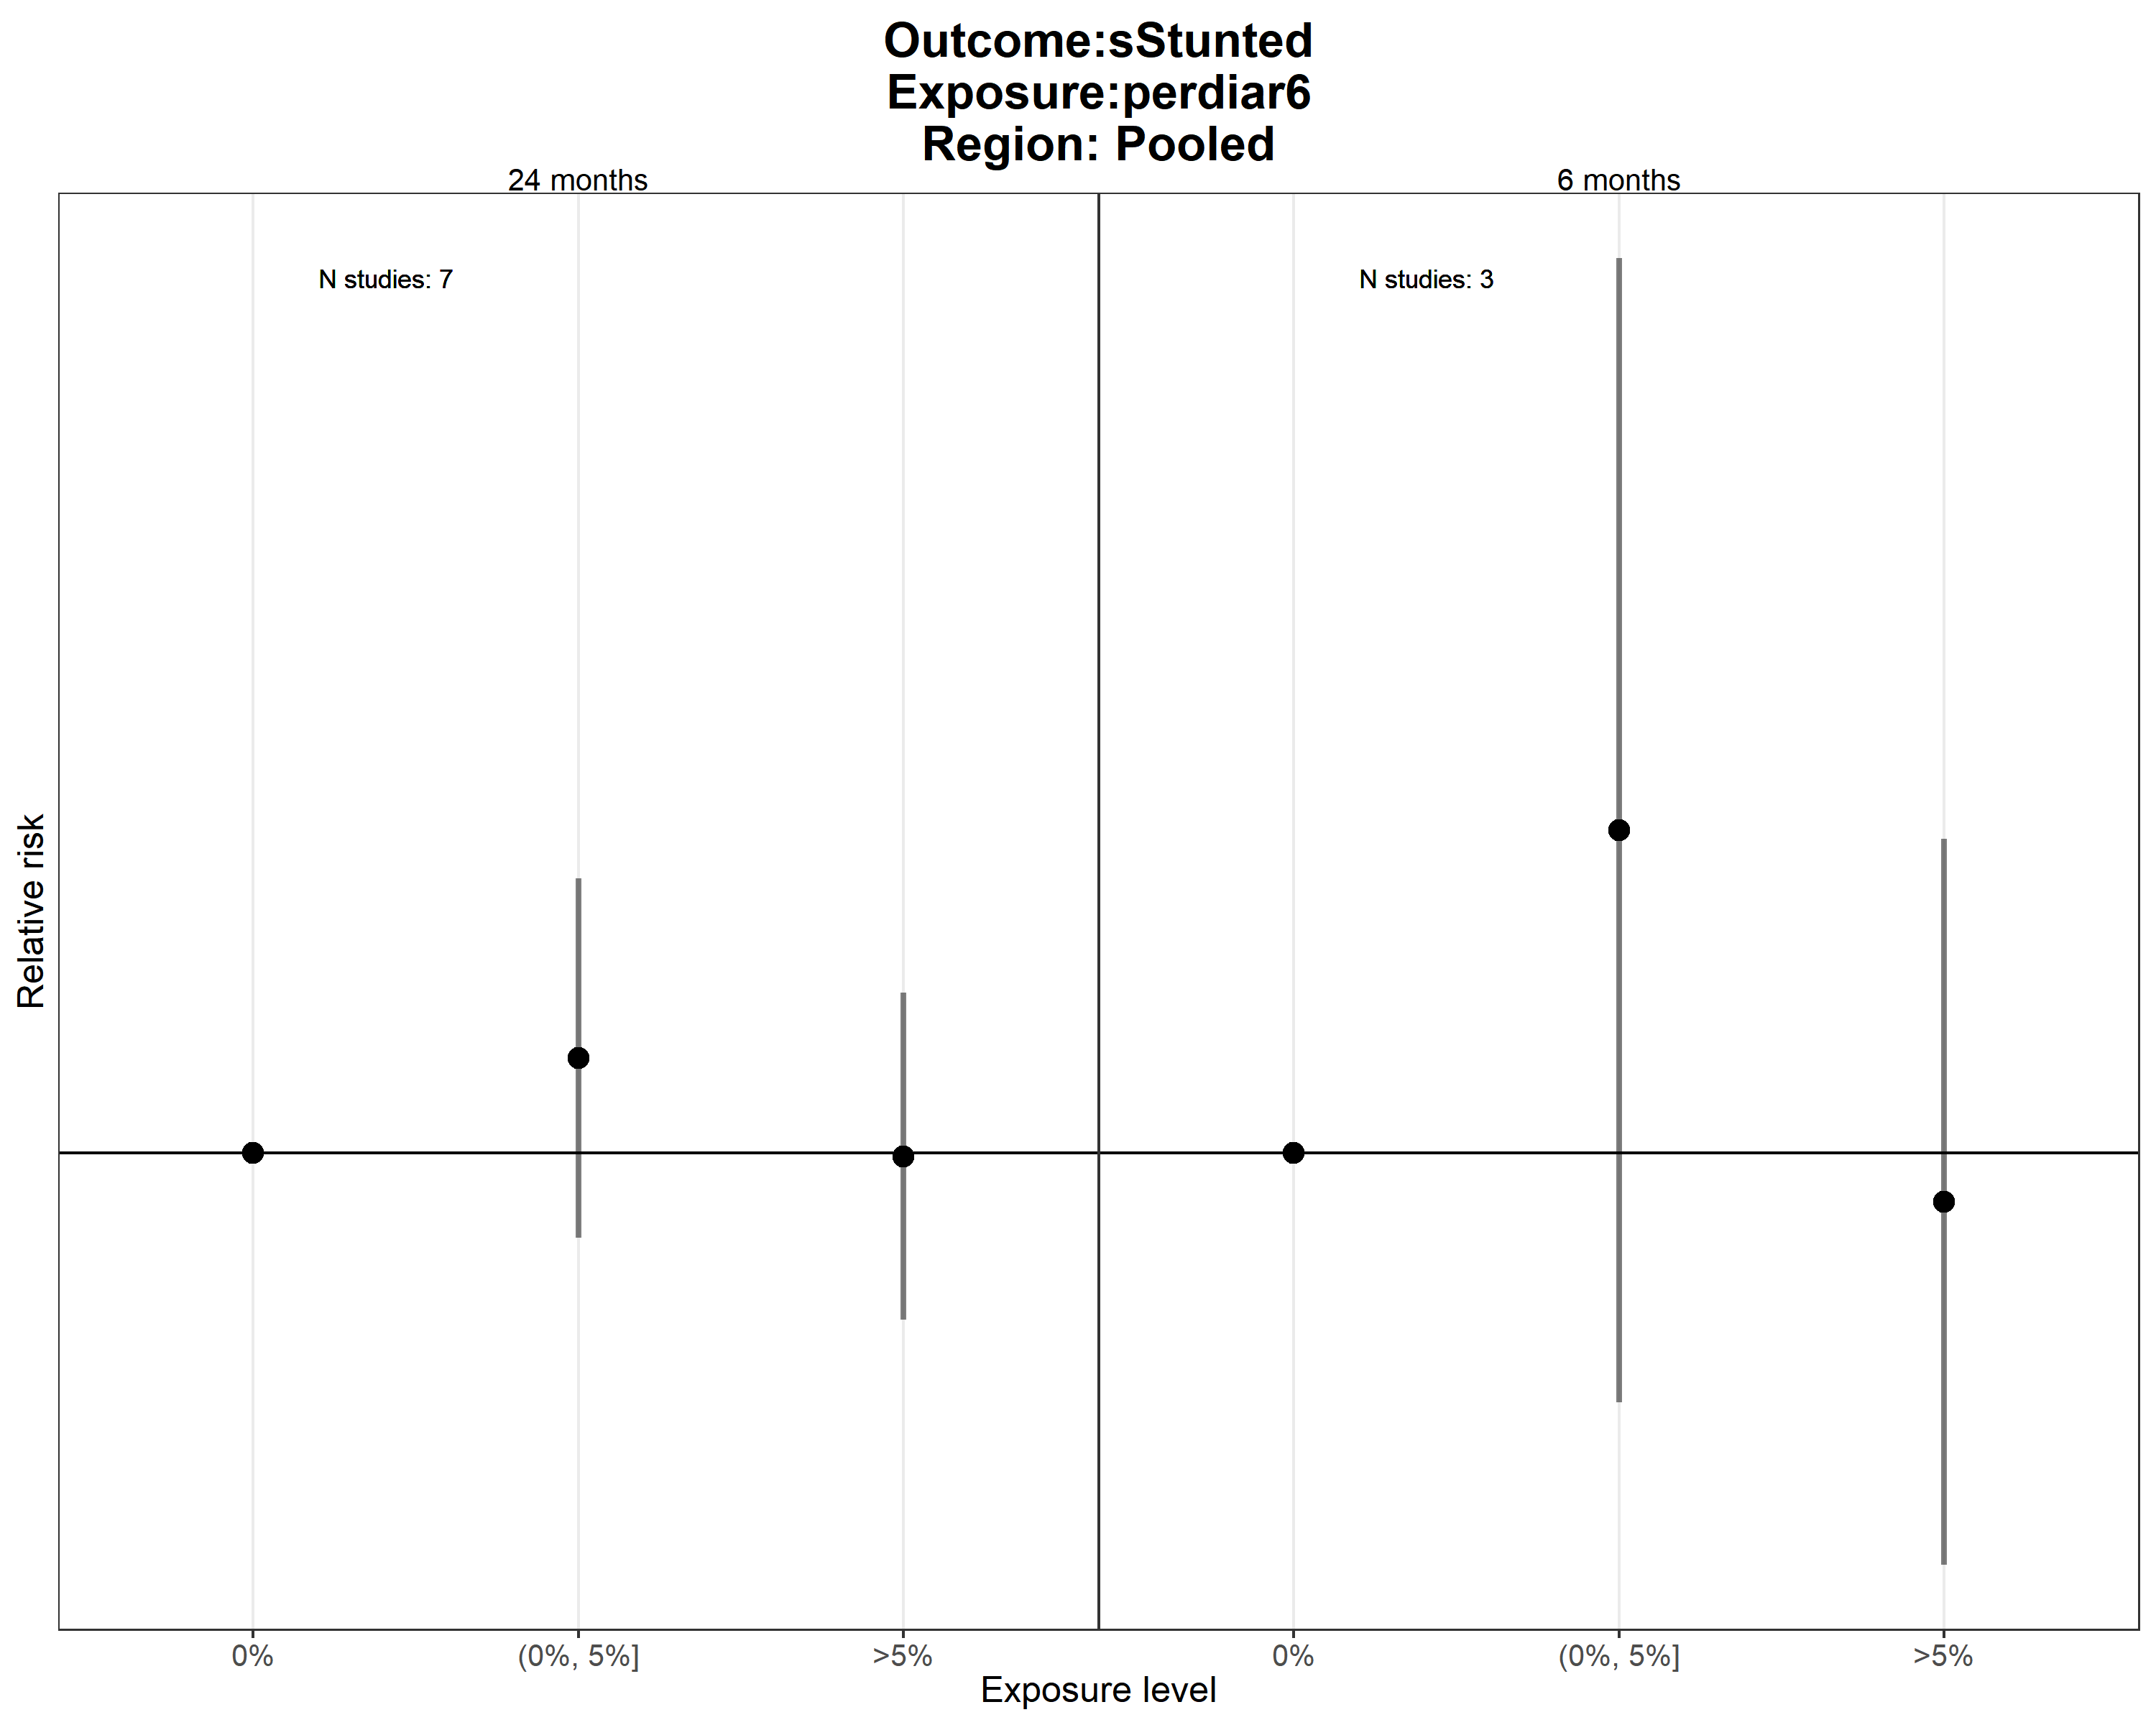 Outcome:sStunted
Exposure:perdiar6
Region: Pooled
24 months
6 months
N studies: 7
N studies: 3
Relative risk
0%
(0%, 5%]
>5%
0%
(0%, 5%]
>5%
Exposure level